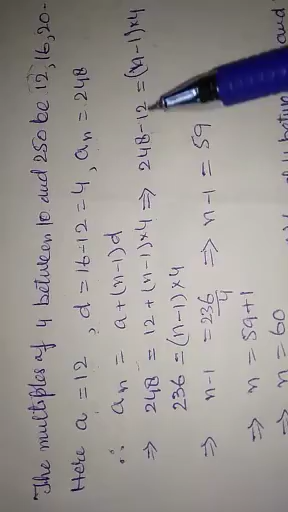 The multiples of 4 between 10 and 250 be 12, 16, 20 -
Here a = 12 , d = 16-12 = 4 , an = 248
∴ an = a+(n-1)d
⇒ 248 = 12 + (n-1)×4 ⇒ 248-12 = (n-1)×4
236 = (n-1)×4
⇒ n-1 = 236/4 ⇒ n-1 = 59
⇒ n = 59+1
⇒ n = 60